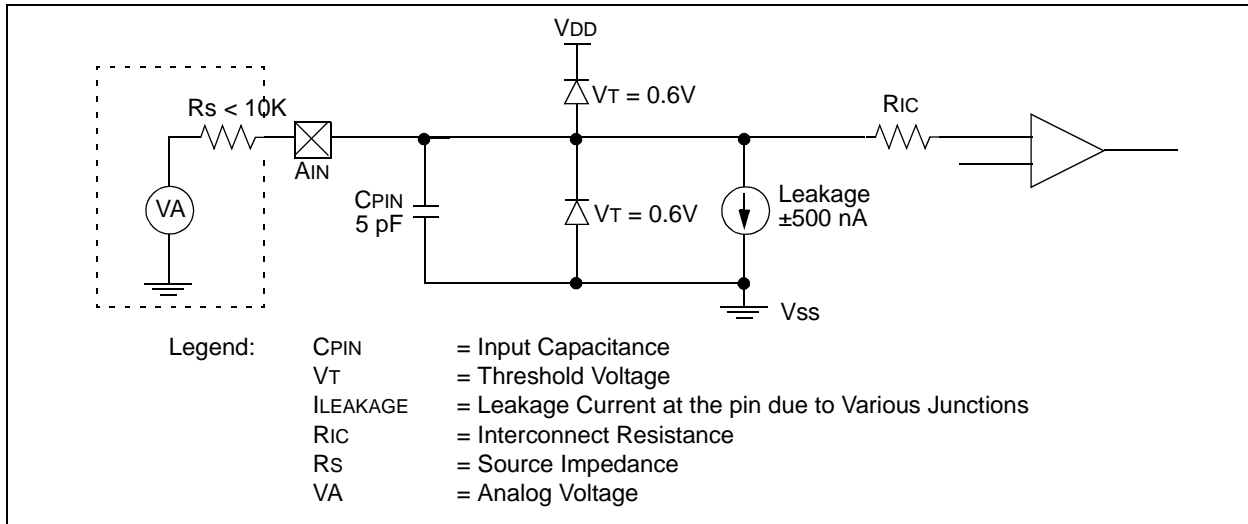 VDD
VT = 0.6V
RS < 10K
RIC
AIN
CPIN
5 pF
VA
VT = 0.6V
Leakage
±500 nA
VSS
Legend:
CPIN = Input Capacitance
VT = Threshold Voltage
ILEAKAGE = Leakage Current at the pin due to Various Junctions
RIC = Interconnect Resistance
RS = Source Impedance
VA = Analog Voltage